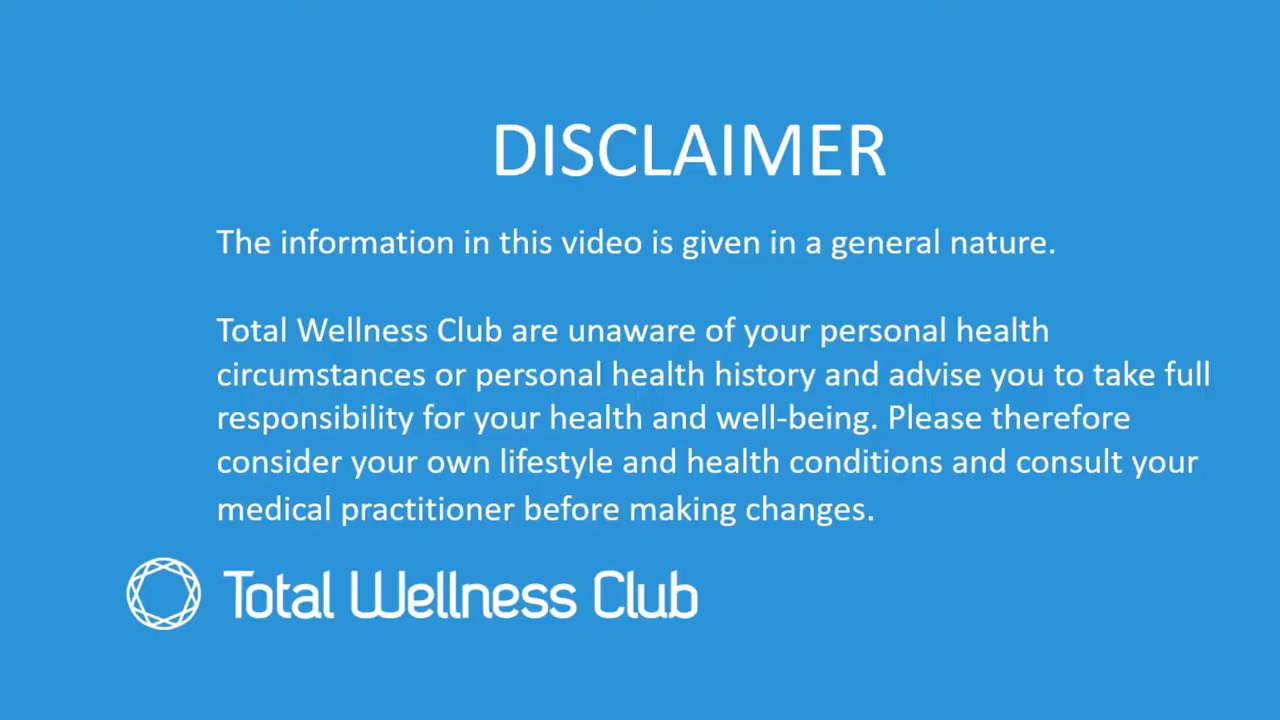 DISCLAIMER
The information in this video is given in a general nature.
Total Wellness Club are unaware of your personal health
circumstances or personal health history and advise you to take full
responsibility for your health and well-being. Please therefore
consider your own lifestyle and health conditions and consult your
medical practitioner before making changes.
Total Wellness Club